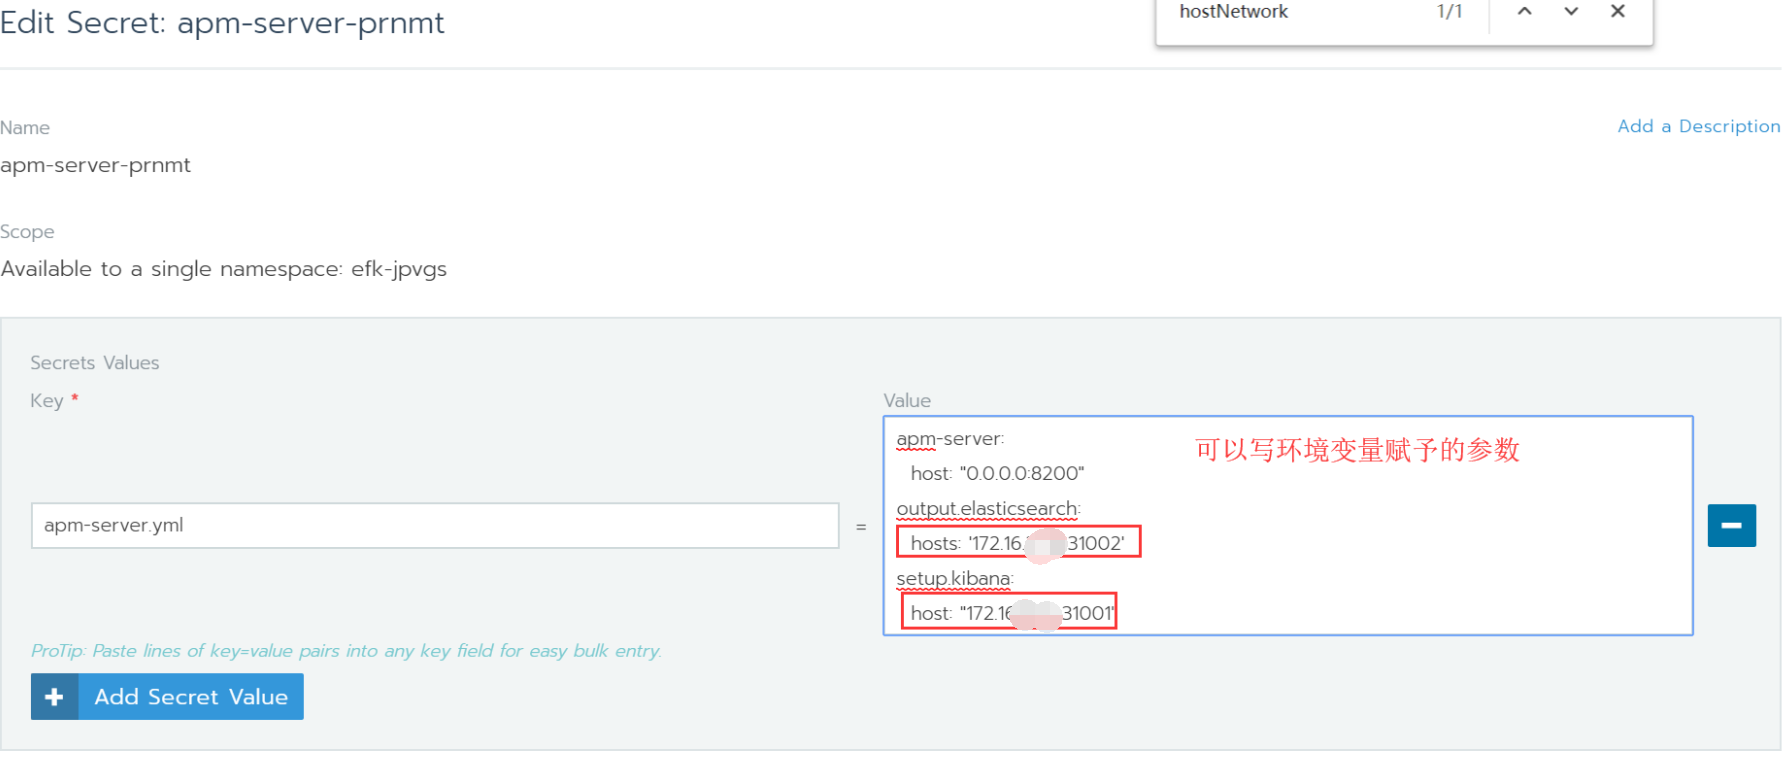 Edit Secret: apm-server-prnmt
hostNetwork 1/1
Name
Add a Description
apm-server-prnmt
Scope
Available to a single namespace: efk-jpvgs
Secrets Values
Key *
Value
apm-server:
可以写环境变量赋予的参数
host: "0.0.0.0:8200"
output.elasticsearch:
apm-server.yml
=
hosts: '172.16. 31002'
setup.kibana:
host: "172.16 31001"
ProTip: Paste lines of key=value pairs into any key field for easy bulk entry.
Add Secret Value